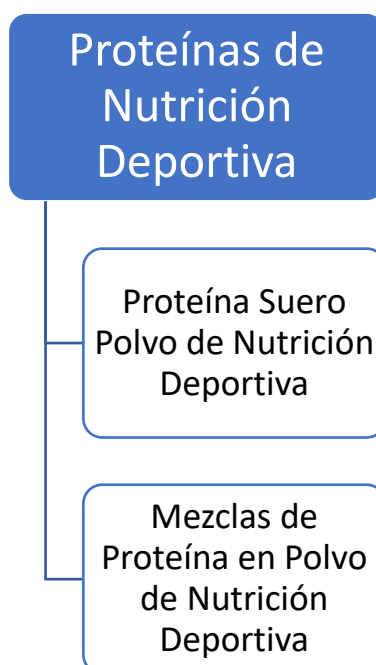 Proteínas de
Nutrición
Deportiva
Proteína Suero
Polvo de Nutrición
Deportiva
Mezclas de
Proteína en Polvo
de Nutrición
Deportiva